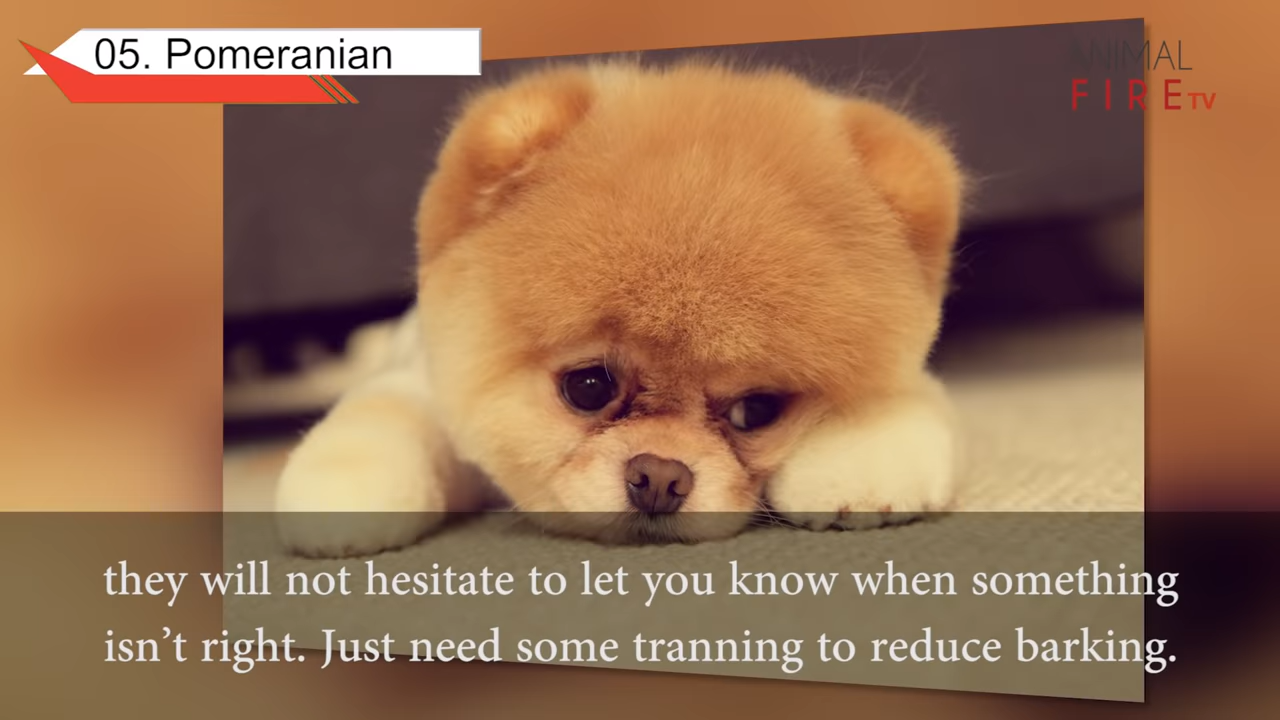 05. Pomeranian
ANIMAL
FIRE TV
they will not hesitate to let you know when something
isn't right. Just need some tranning to reduce barking.